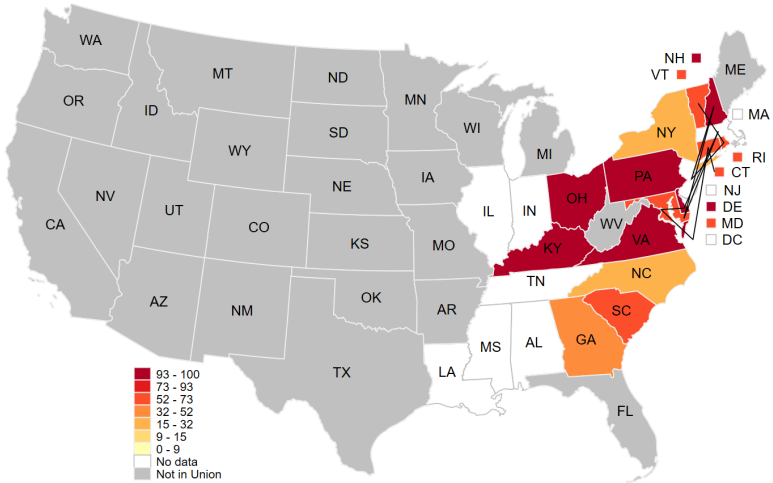 WA
MT
ND
MN
OR
ID
SD
WI
MI
WY
NE
IA
NV
UT
CO
CA
KS
MO
IL
IN
OH
PA
NY
NH
VT
ME
MA
RI
CT
NJ
DE
MD
DC
WV
VA
KY
TN
NC
SC
GA
AL
MS
AR
OK
NM
AZ
TX
LA
FL
93 - 100
73 - 93
52 - 73
32 - 52
15 - 32
9 - 15
0 - 9
No data
Not in Union